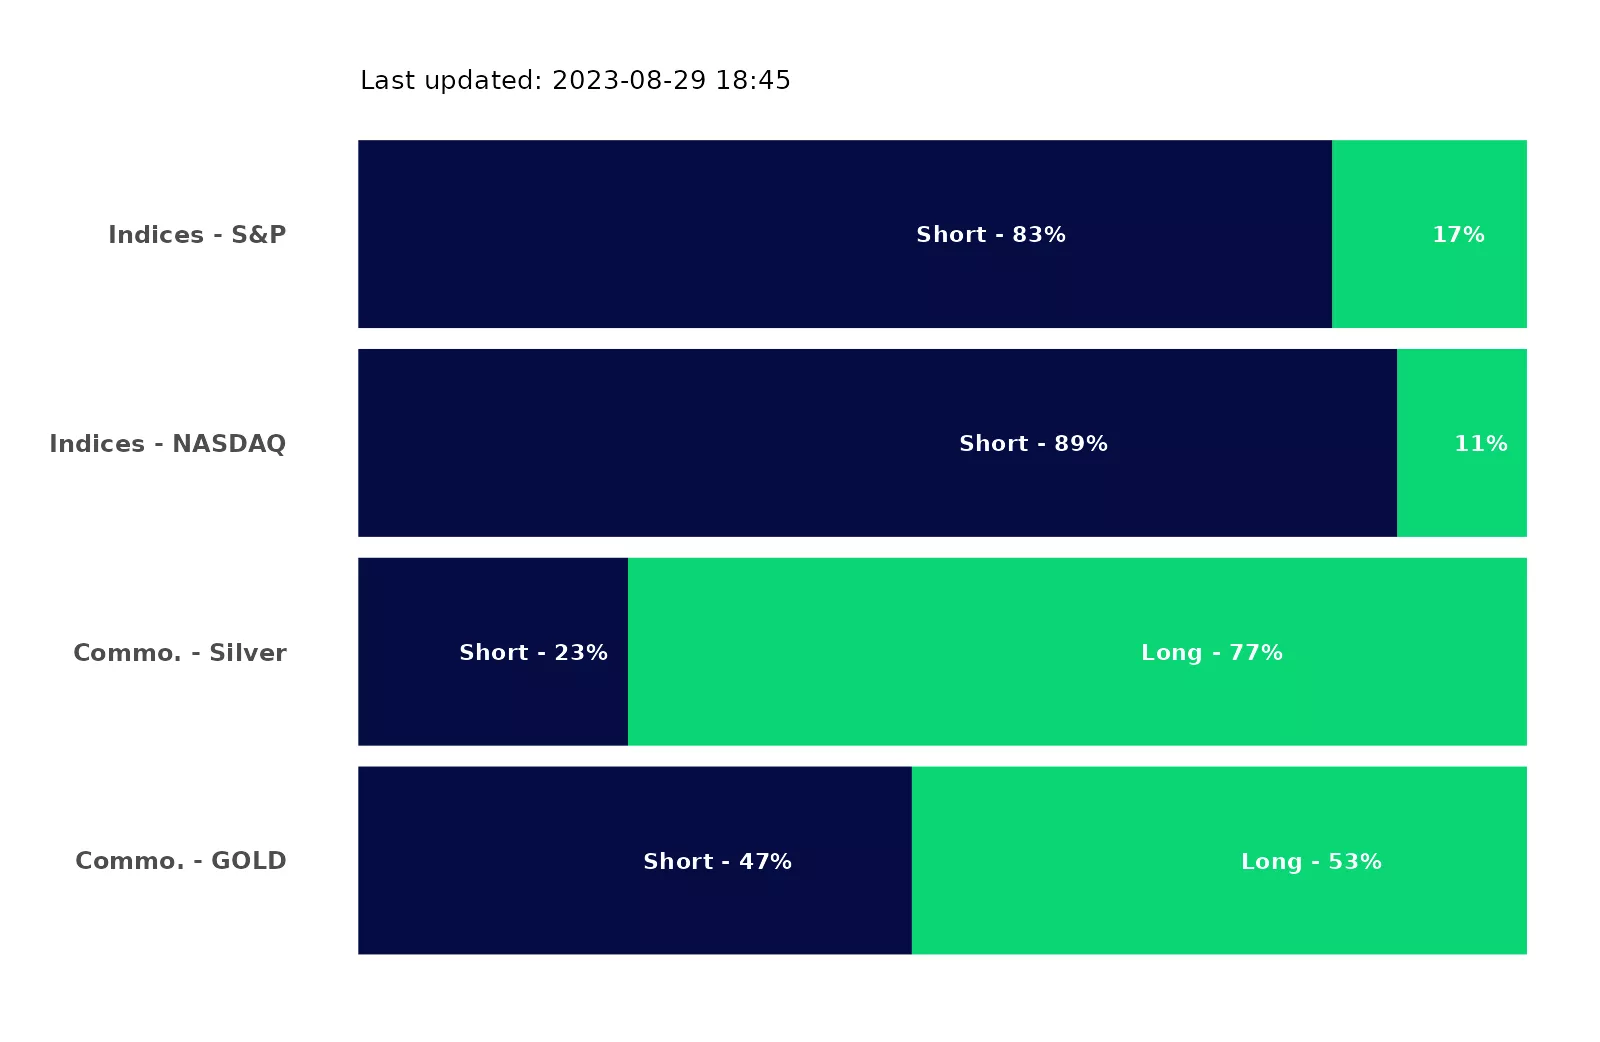 Last updated: 2023-08-29 18:45
Indices - S&P Short - 83% 17%
Indices - NASDAQ Short - 89% 11%
Commo. - Silver Short - 23% Long - 77%
Commo. - GOLD Short - 47% Long - 53%